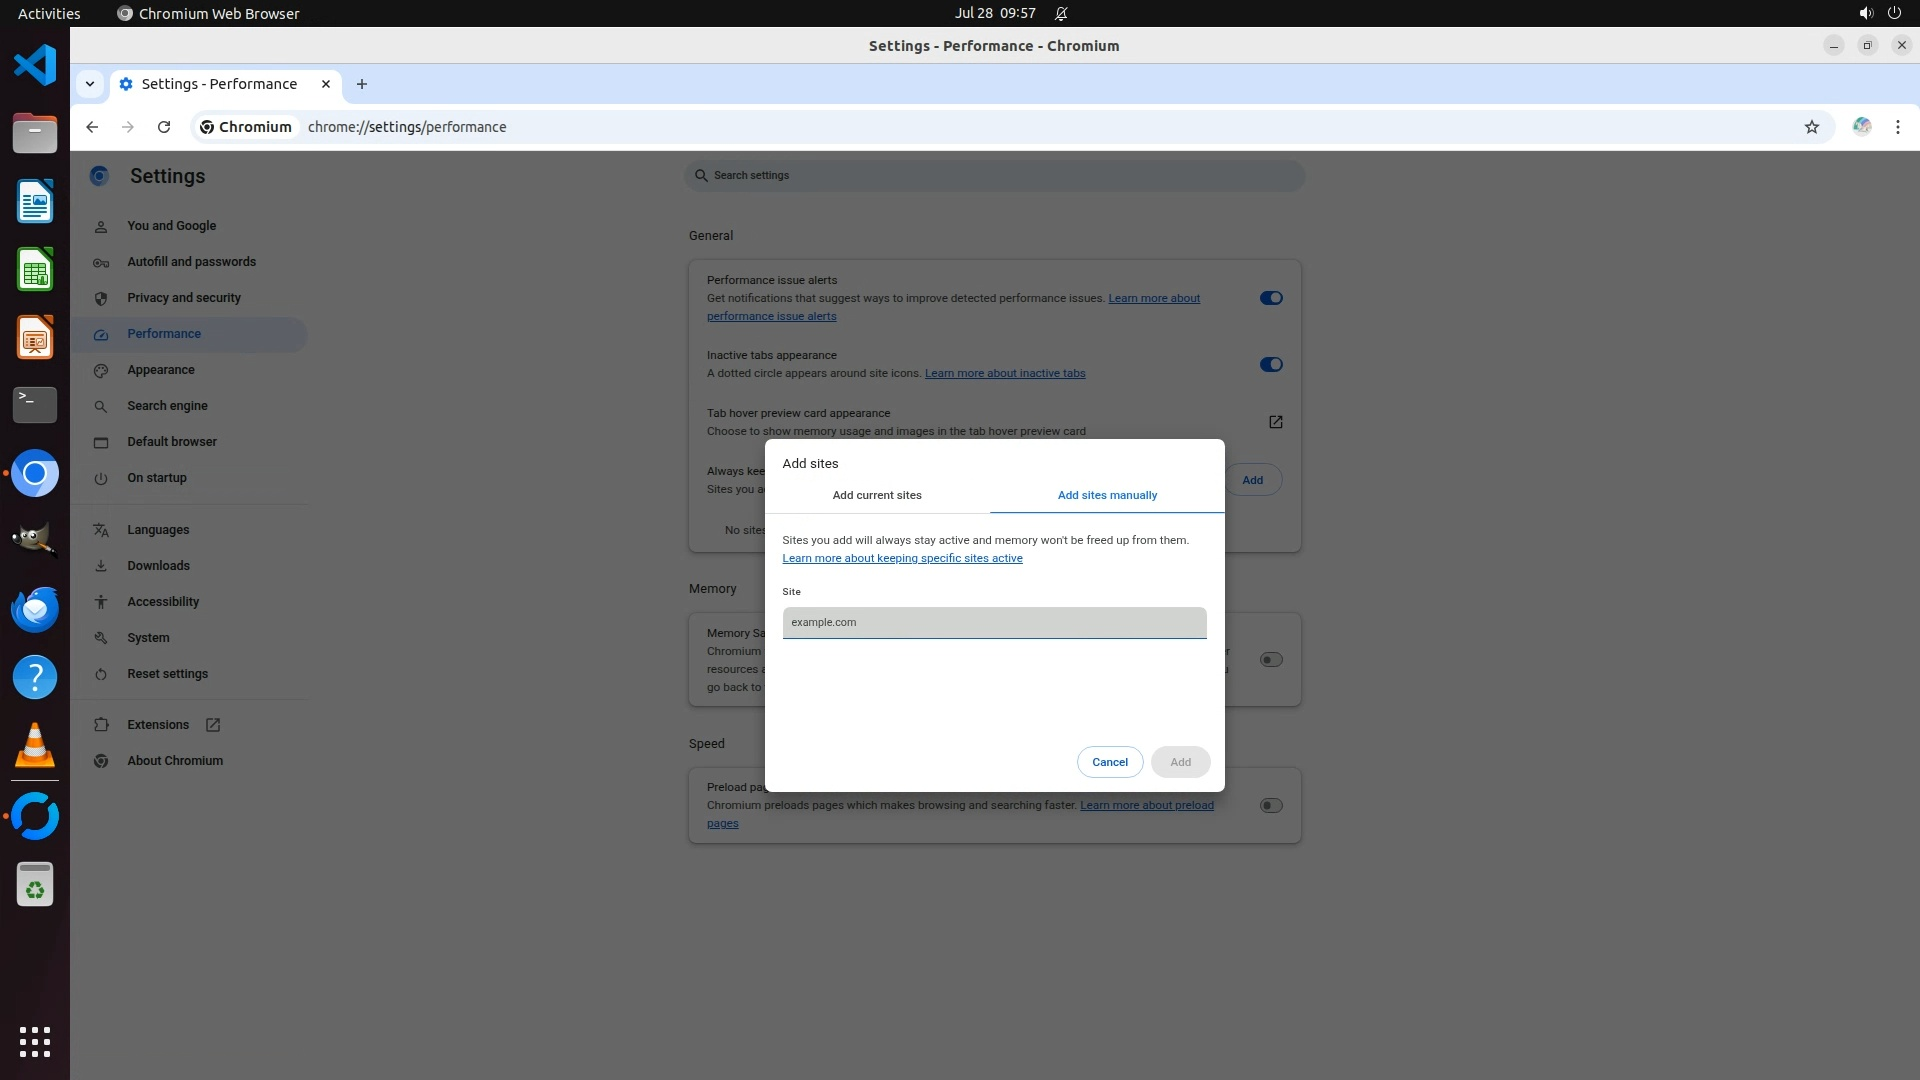 Activities
Chromium Web Browser
Jul 28 09:57
Settings - Performance - Chromium
Settings - Performance
Chromium
chrome://settings/performance
Settings
Search settings
You and Google
Autofill and passwords
Privacy and security
Performance
Appearance
Search engine
Default browser
On startup
Languages
Downloads
Accessibility
System
Reset settings
Extensions
About Chromium
General
Performance issue alerts
Get notifications that suggest ways to improve detected performance issues. Learn more about
performance issue alerts
Inactive tabs appearance
A dotted circle appears around site icons. Learn more about inactive tabs
Tab hover preview card appearance
Choose to show memory usage and images in the tab hover preview card
Always kee
Sites you a
Add
No sites
Add sites
Add current sites
Add sites manually
Sites you add will always stay active and memory won't be freed up from them.
Learn more about keeping specific sites active
Site
example.com
Cancel
Add
Memory
Memory Sa
Chromium
resources a
go back to
Speed
Preload pag
Chromium preloads pages which makes browsing and searching faster. Learn more about preload
pages